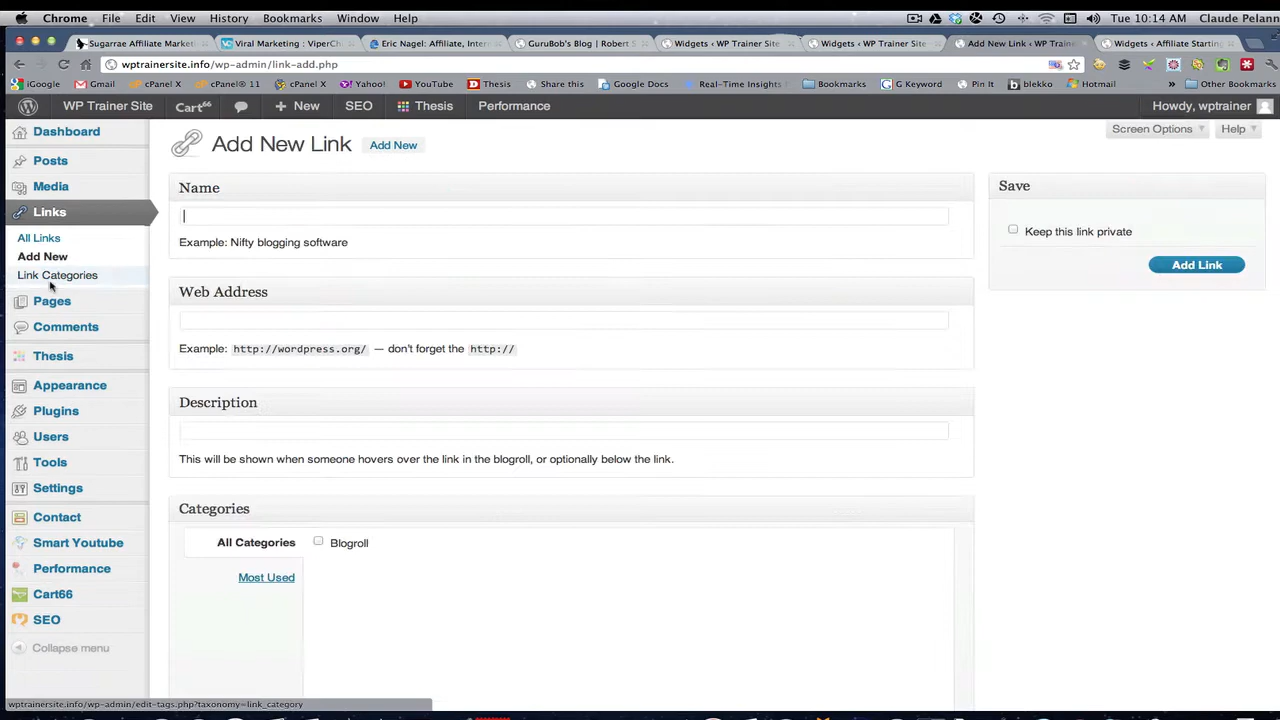 Chrome File Edit View History Bookmarks Window Help Tue 10:14 AM Claude Pelann
Sugarrae Affiliate Market Viral Marketing : ViperCh Eric Nagel: Affiliate, Intern GuruBob's Blog | Robert S Widgets ‹ WP Trainer Site Widgets ‹ WP Trainer Site Add New Link ‹ WP Traine Widgets ‹ Affiliate Starting
wptrainersite.info/wp-admin/link-add.php
iGoogle Gmail cPanel X cPanel® 11 cPanel X Yahoo! YouTube Thesis Share this Google Docs Real-Time Insights Bookmarks G Keyword Pin It blekko Hotmail » Other Bookmarks
WP Trainer Site Cart66 + New SEO Thesis Performance Howdy, wptrainer
Dashboard
Posts
Media
Links
All Links
Add New
Link Categories
Pages
Comments
Thesis
Appearance
Plugins
Users
Tools
Settings
Contact
Smart Youtube
Performance
Cart66
SEO
Collapse menu
Screen Options Help
Add New Link Add New
Name
Example: Nifty blogging software
Web Address
Example: http://wordpress.org/ — don't forget the http://
Description
This will be shown when someone hovers over the link in the blogroll, or optionally below the link.
Categories
All Categories Blogroll
Most Used
Save
Keep this link private
Add Link
wptrainersite.info/wp-admin/edit-tags.php?taxonomy=link_category